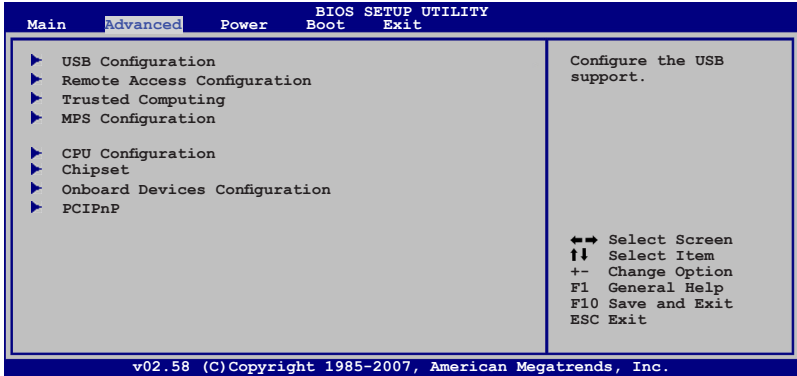 BIOS SETUP UTILITY
Main Advanced Power Boot Exit
USB Configuration
Remote Access Configuration
Trusted Computing
MPS Configuration
CPU Configuration
Chipset
Onboard Devices Configuration
PCIPnP
Configure the USB
support.
←→ Select Screen
↑↓ Select Item
+- Change Option
F1 General Help
F10 Save and Exit
ESC Exit
v02.58 (C)Copyright 1985-2007, American Megatrends, Inc.